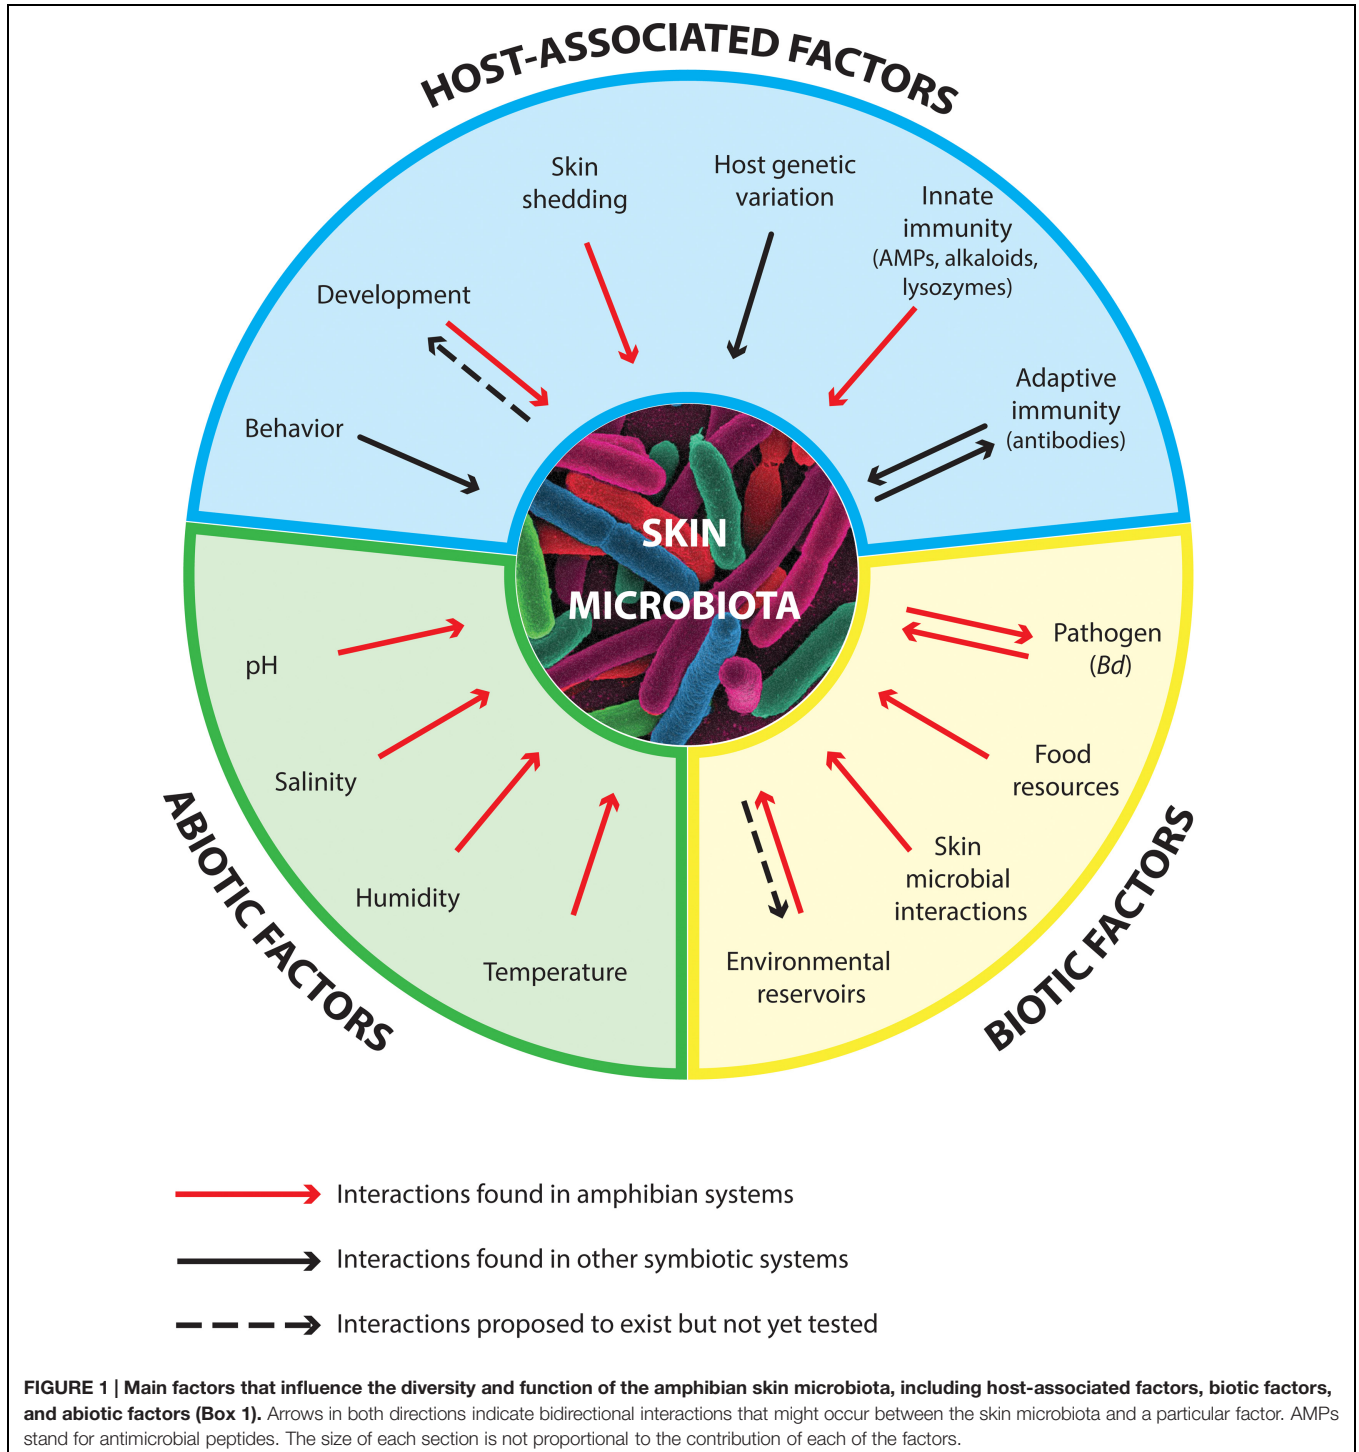 HOST-ASSOCIATED FACTORS
Skin
shedding
Host genetic
variation
Innate
immunity
(AMPs, alkaloids,
lysozymes)
Development
Adaptive
immunity
(antibodies)
Behavior
SKIN
MICROBIOTA
pH
Salinity
Humidity
Temperature
ABIOTIC FACTORS
Pathogen
(Bd)
Food
resources
Skin
microbial
interactions
Environmental
reservoirs
BIOTIC FACTORS
Interactions found in amphibian systems
Interactions found in other symbiotic systems
Interactions proposed to exist but not yet tested
FIGURE 1 | Main factors that influence the diversity and function of the amphibian skin microbiota, including host-associated factors, biotic factors,
and abiotic factors (Box 1). Arrows in both directions indicate bidirectional interactions that might occur between the skin microbiota and a particular factor. AMPs
stand for antimicrobial peptides. The size of each section is not proportional to the contribution of each of the factors.